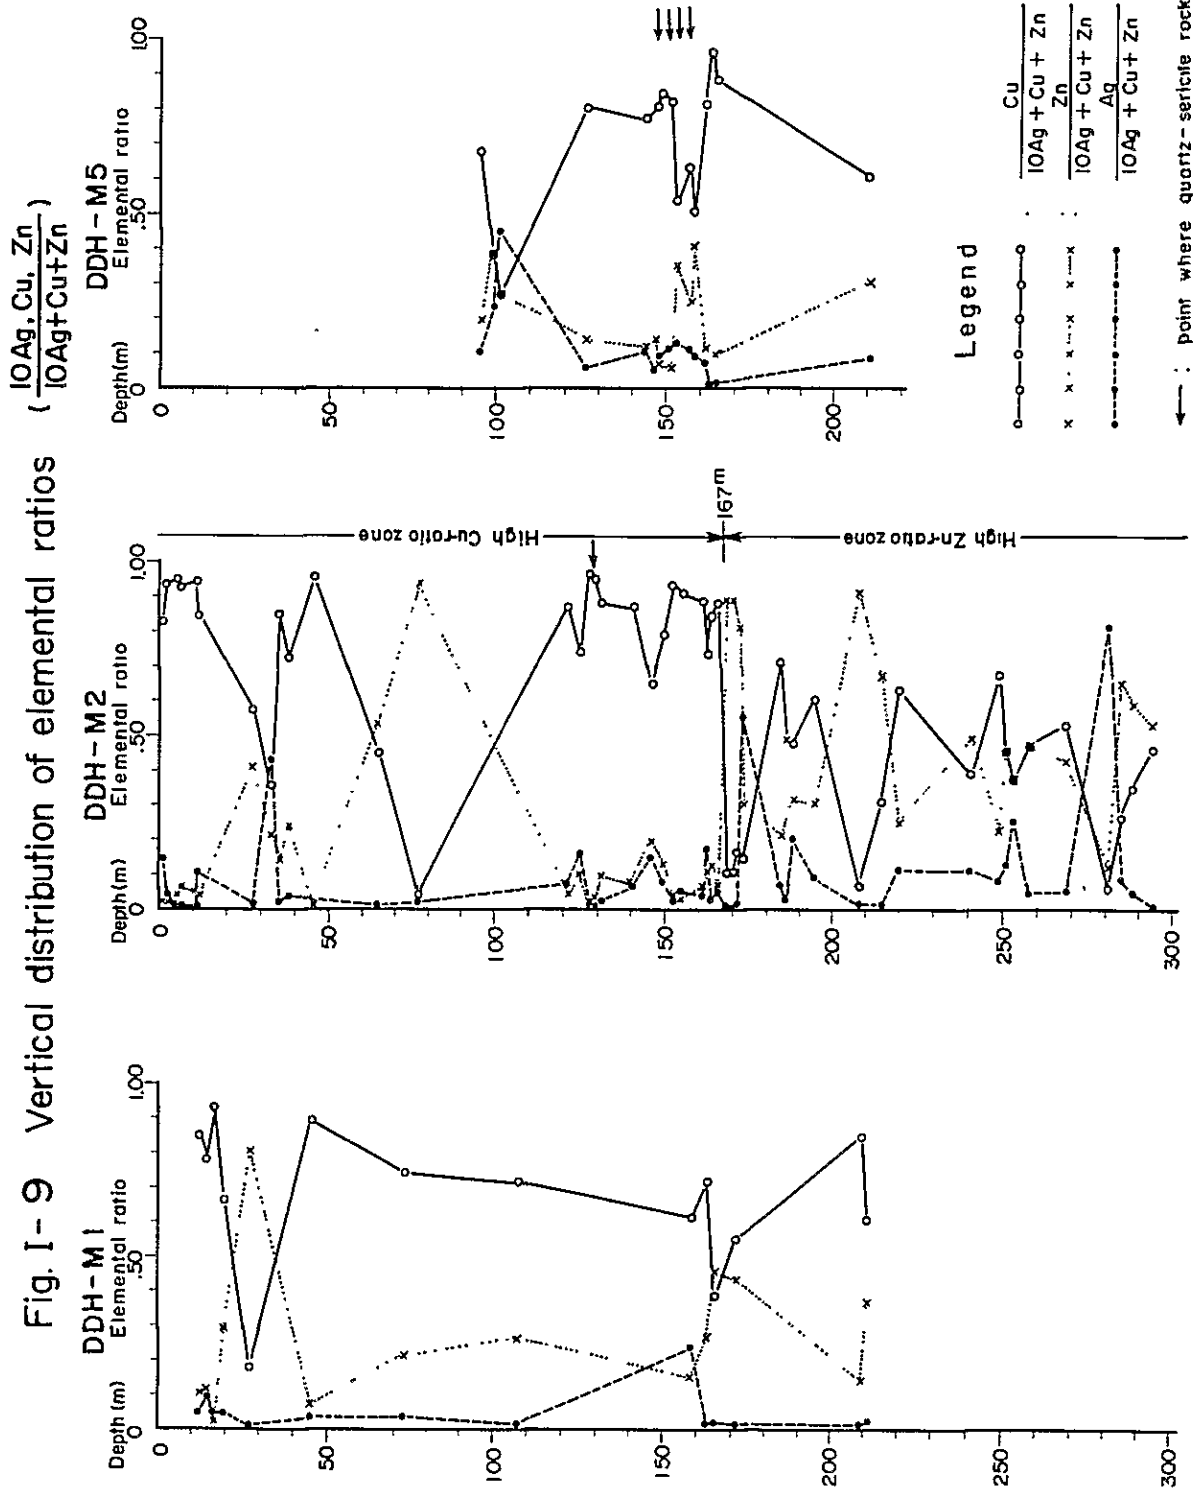 Fig. I-9 Vertical distribution of elemental ratios ( 10Ag, Cu, Zn / 10Ag+Cu+Zn )
DDH-M1
Depth(m) Elemental ratio
0 .50 1.00
0
50
100
150
200
250
300
DDH-M2
Depth(m) Elemental ratio
0 .50 1.00
0
50
100
150
200
250
300
High Cu-ratio zone
167m
High Zn-ratio zone
DDH-M5
Depth(m) Elemental ratio
0 .50 1.00
0
50
100
150
200
Legend
: Cu / 10Ag + Cu + Zn
: Zn / 10Ag + Cu + Zn
Ag / 10Ag + Cu + Zn
: point where quartz-sericite rock